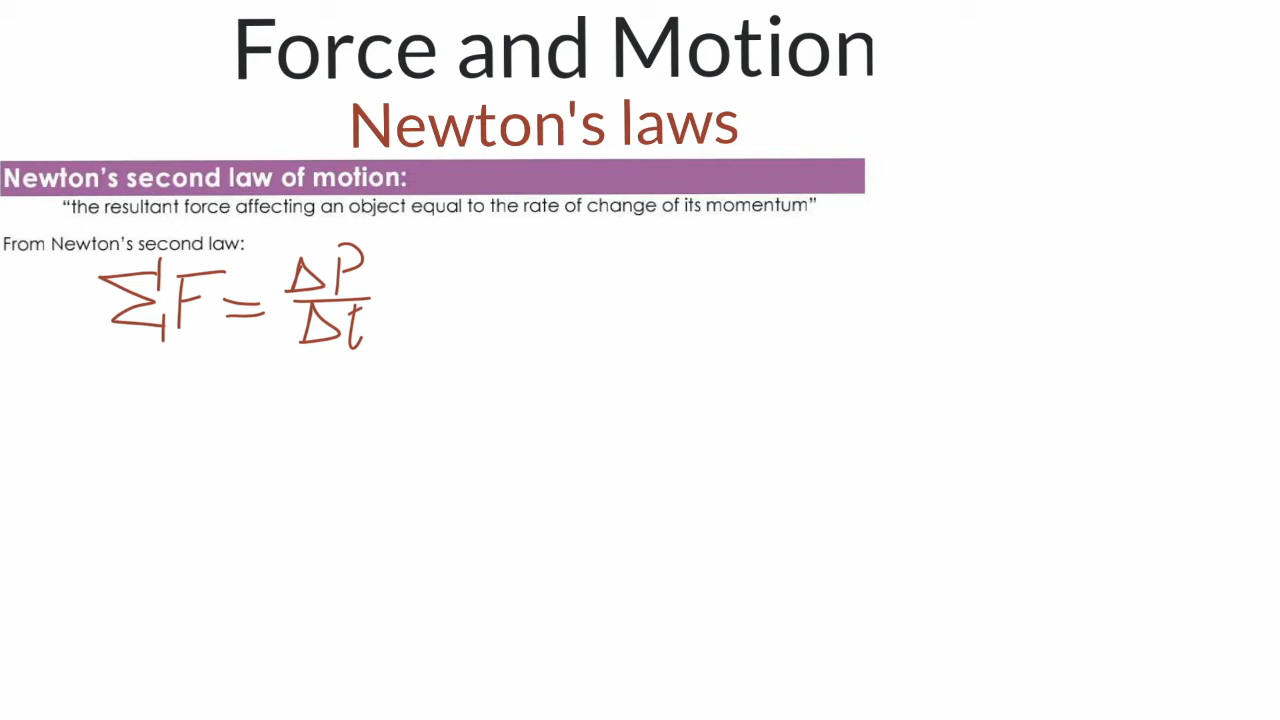 Force and Motion
Newton's laws
Newton's second law of motion:
“the resultant force affecting an object equal to the rate of change of its momentum”
From Newton's second law:
ΣF = ΔP/Δt